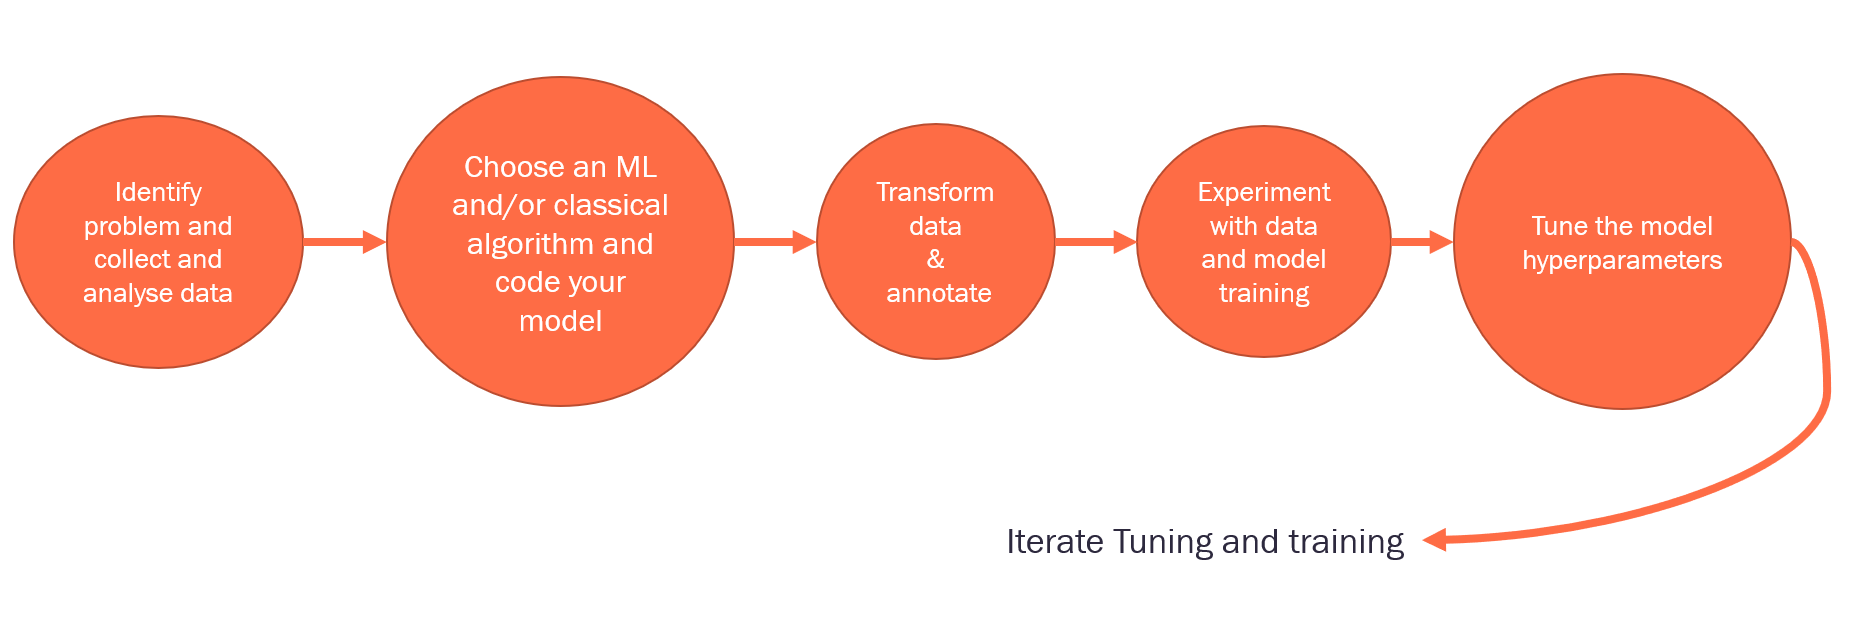 Identify
problem and
collect and
analyse data
Choose an ML
and/or classical
algorithm and
code your
model
Transform
data
&
annotate
Experiment
with data
and model
training
Tune the model
hyperparameters
Iterate Tuning and training